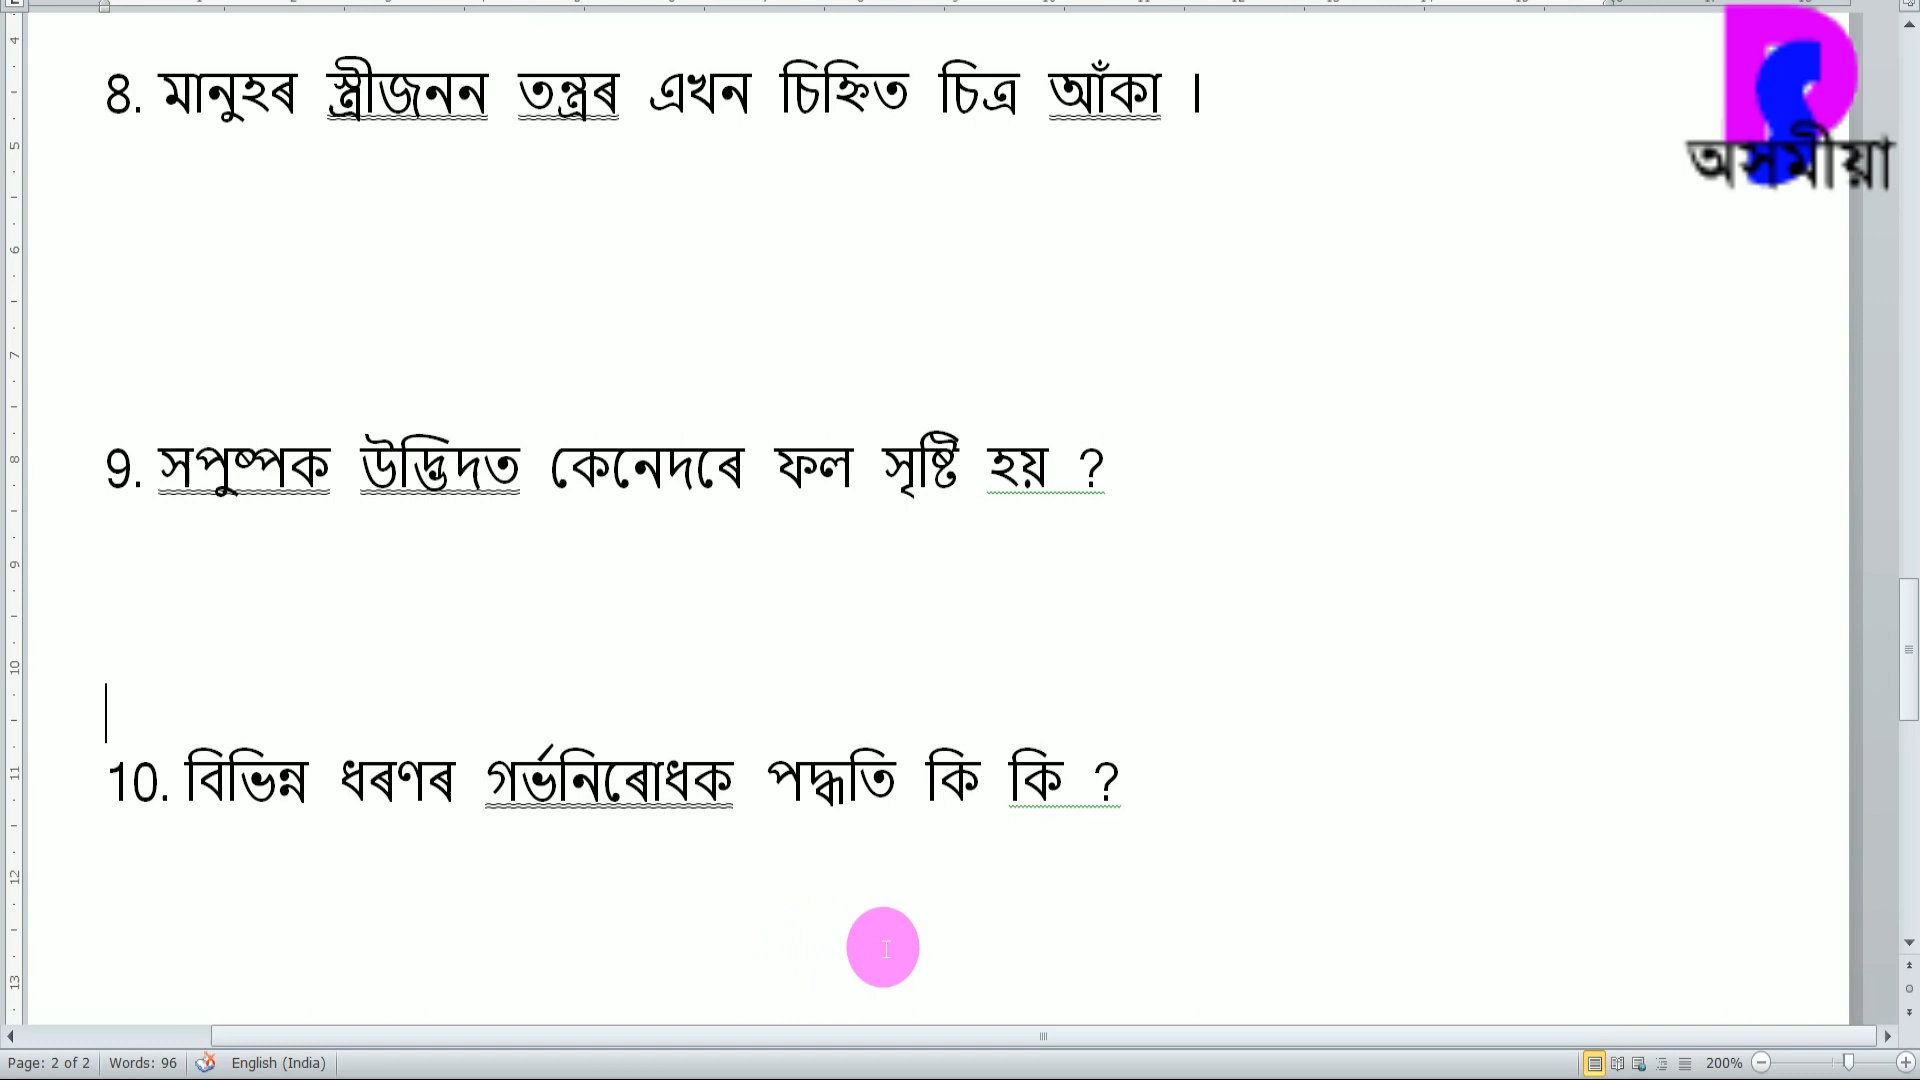 8. মানুহৰ স্ত্ৰীজনন তন্ত্ৰৰ এখন চিহ্নিত চিত্ৰ আঁকা ।
অসমীয়া
9. সপুষ্পক উদ্ভিদত কেনেদৰে ফল সৃষ্টি হয় ?
10. বিভিন্ন ধৰণৰ গৰ্ভনিৰোধক পদ্ধতি কি কি ?
Page: 2 of 2 Words: 96 English (India) 200%